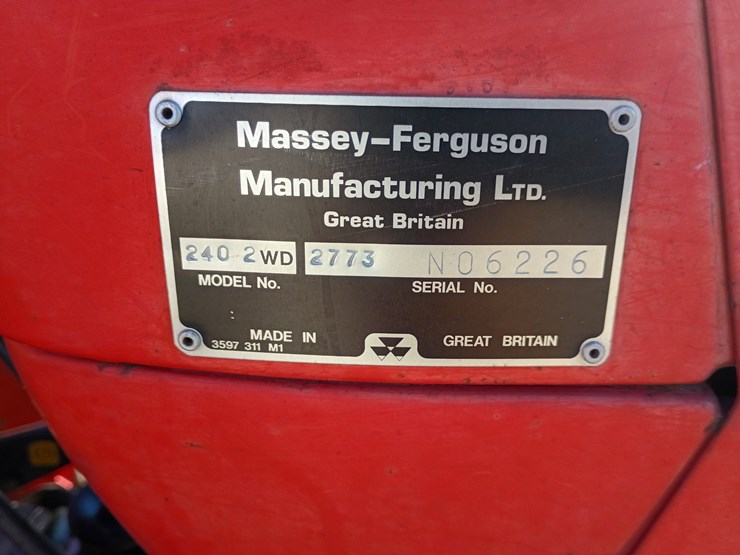 Massey-Ferguson
Manufacturing LTD.
Great Britain
240 2WD 2773 N06226
MODEL No. SERIAL No.
MADE IN GREAT BRITAIN
3597 311 M1